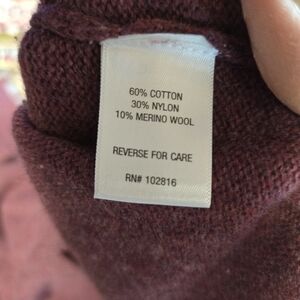 60% COTTON
30% NYLON
10% MERINO WOOL
REVERSE FOR CARE
RN# 102816